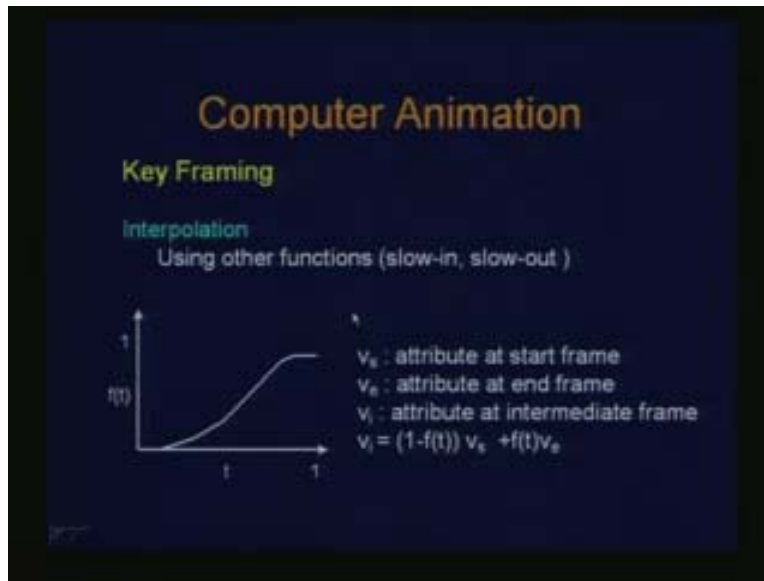 Computer Animation
Key Framing
Interpolation
Using other functions (slow-in, slow-out )
1
f(t)
t
1
vₛ : attribute at start frame
vₑ : attribute at end frame
vᵢ : attribute at intermediate frame
vᵢ = (1-f(t)) vₛ +f(t)vₑ